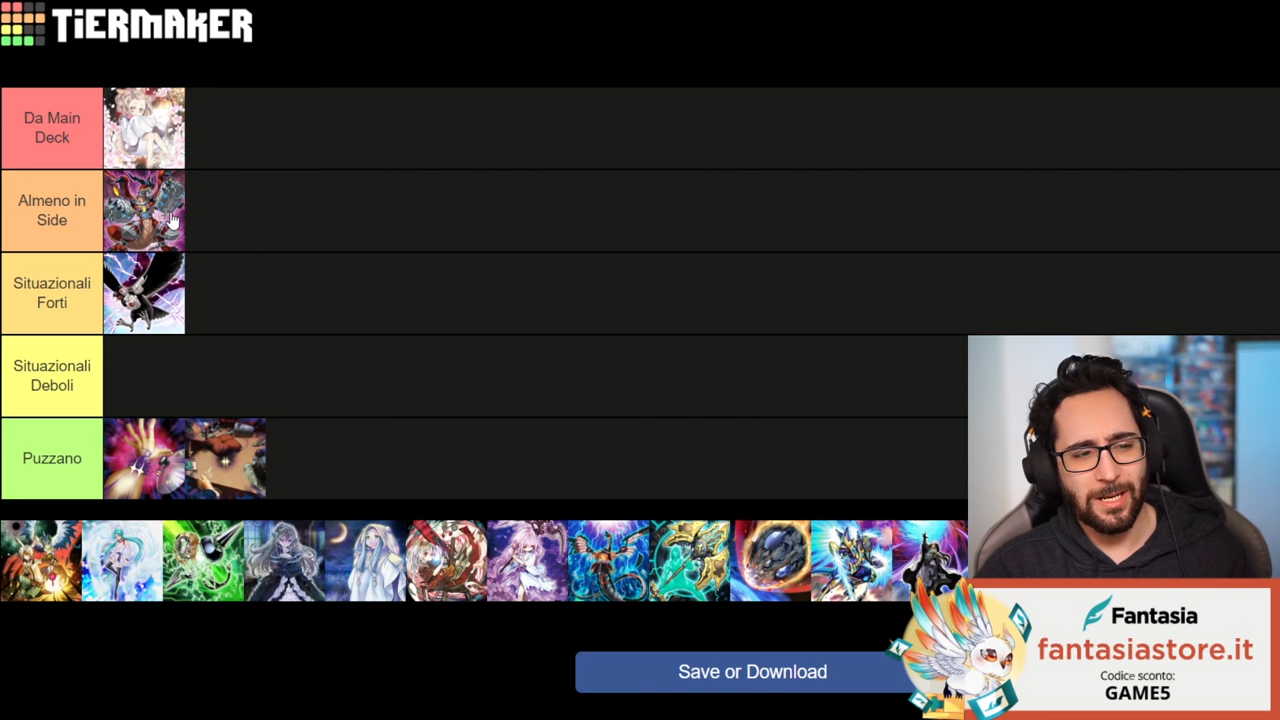 TiERMAKER
Da Main
Deck
Almeno in
Side
Situazionali
Forti
Situazionali
Deboli
Puzzano
Save or Download
Fantasia
fantasiastore.it
Codice sconto:
GAME5